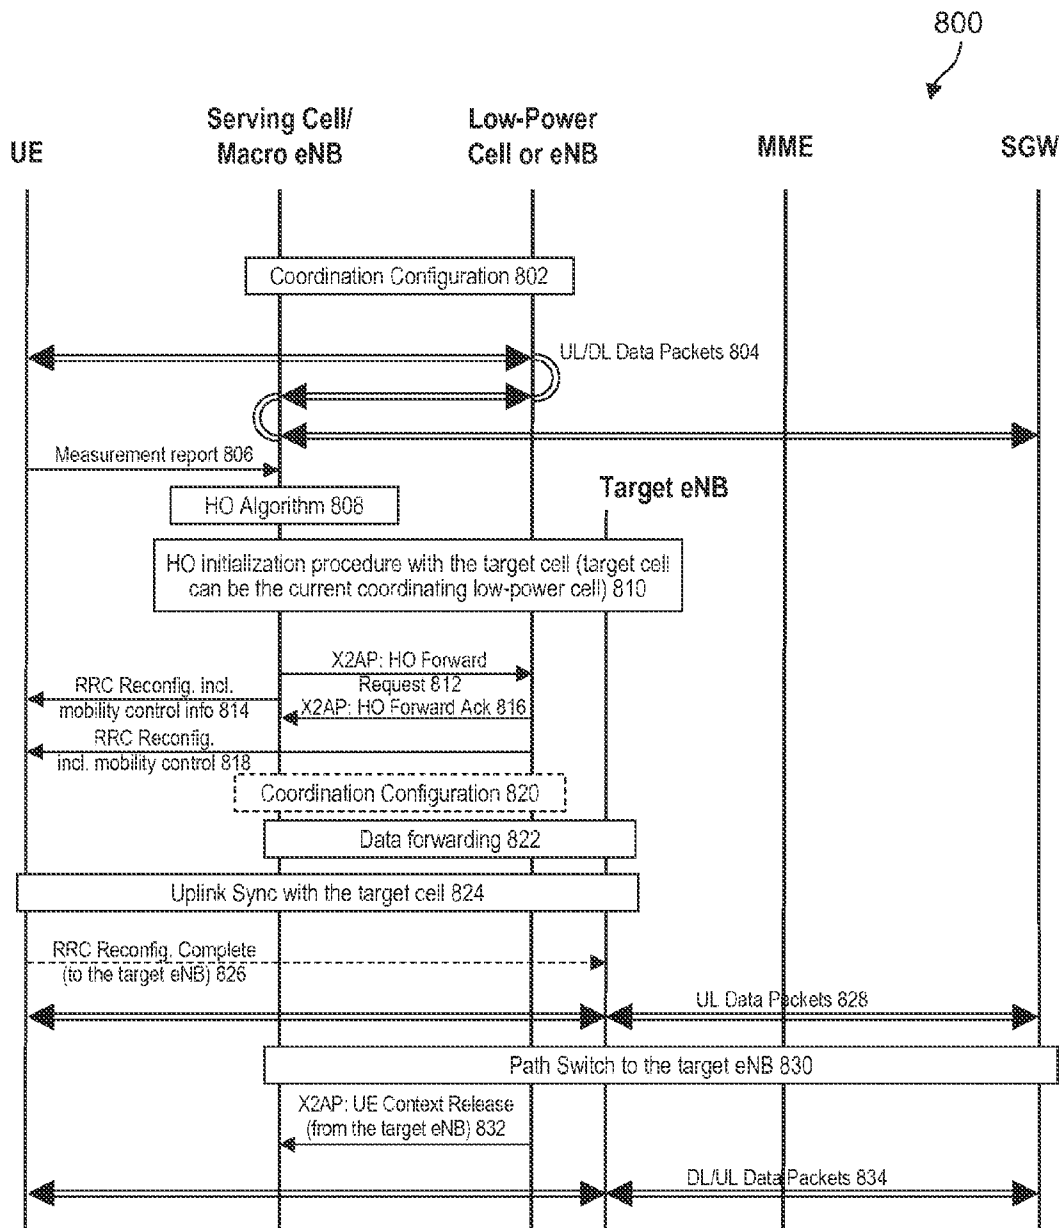 800
UE
Serving Cell/
Macro eNB
Low-Power
Cell or eNB
MME
SGW
Coordination Configuration 802
UL/DL Data Packets 804
Measurement report 806
HO Algorithm 808
Target eNB
HO initialization procedure with the target cell (target cell
can be the current coordinating low-power cell) 810
X2AP: HO Forward
Request 812
RRC Reconfig. incl.
mobility control info 814
X2AP: HO Forward Ack 816
RRC Reconfig.
incl. mobility control 818
Coordination Configuration 820
Data forwarding 822
Uplink Sync with the target cell 824
RRC Reconfig. Complete
(to the target eNB) 826
UL Data Packets 828
Path Switch to the target eNB 830
X2AP: UE Context Release
(from the target eNB) 832
DL/UL Data Packets 834